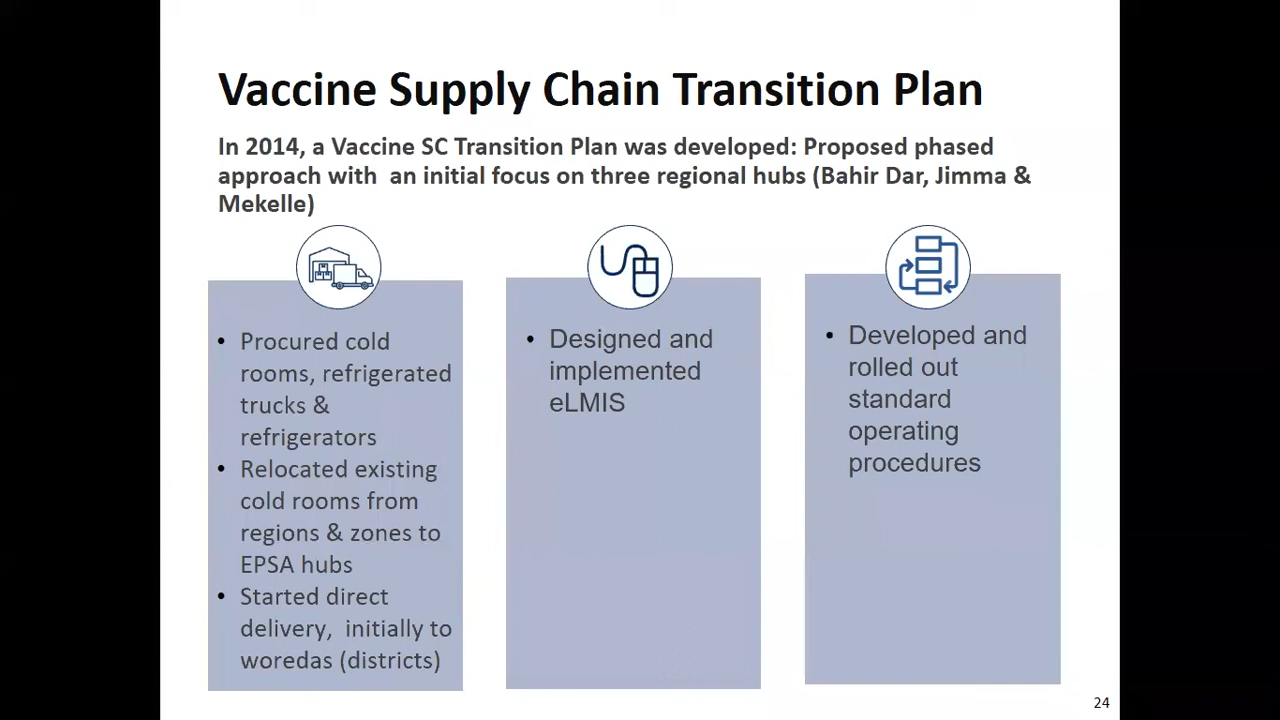 Vaccine Supply Chain Transition Plan
In 2014, a Vaccine SC Transition Plan was developed: Proposed phased
approach with an initial focus on three regional hubs (Bahir Dar, Jimma &
Mekelle)
• Procured cold
rooms, refrigerated
trucks &
refrigerators
• Relocated existing
cold rooms from
regions & zones to
EPSA hubs
• Started direct
delivery, initially to
woredas (districts)
• Designed and
implemented
eLMIS
• Developed and
rolled out
standard
operating
procedures
24